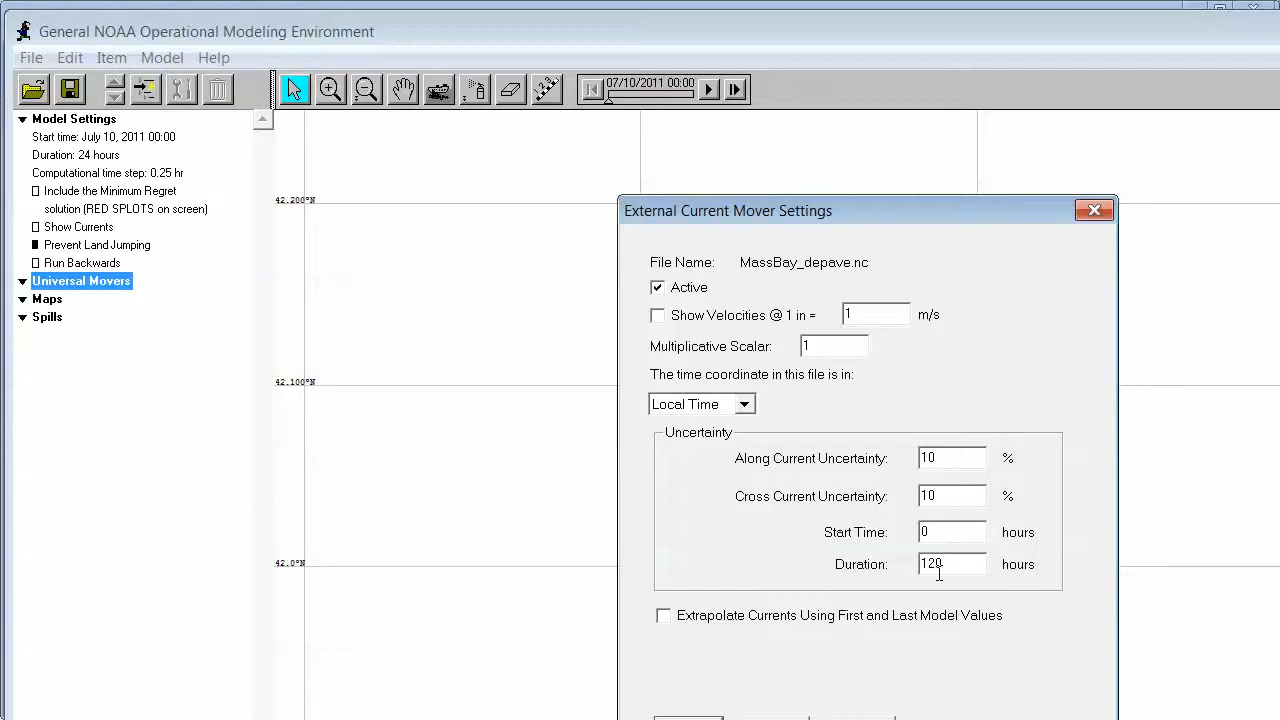 General NOAA Operational Modeling Environment
File Edit Item Model Help
07/10/2011 00:00
Model Settings
Start time: July 10, 2011 00:00
Duration: 24 hours
Computational time step: 0.25 hr
Include the Minimum Regret
solution (RED SPLOTS on screen)
Show Currents
Prevent Land Jumping
Run Backwards
Universal Movers
Maps
Spills
42.200°N
42.100°N
42.0°N
External Current Mover Settings
File Name: MassBay_depave.nc
Active
Show Velocities @ 1 in = 1 m/s
Multiplicative Scalar: 1
The time coordinate in this file is in:
Local Time
Uncertainty
Along Current Uncertainty: 10 %
Cross Current Uncertainty: 10 %
Start Time: 0 hours
Duration: 120 hours
Extrapolate Currents Using First and Last Model Values